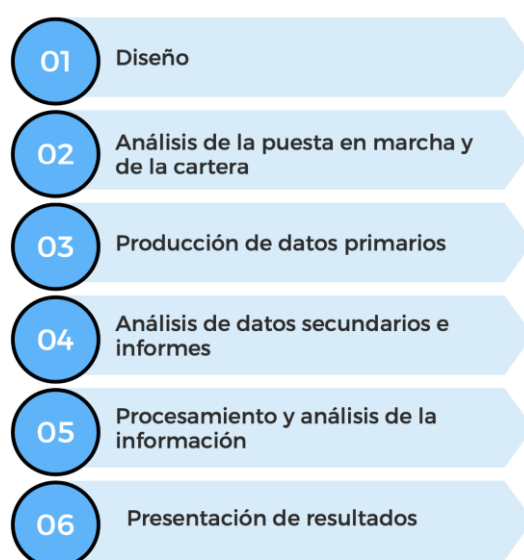 01
Diseño
02
Análisis de la puesta en marcha y
de la cartera
03
Producción de datos primarios
04
Análisis de datos secundarios e
informes
05
Procesamiento y análisis de la
información
06
Presentación de resultados